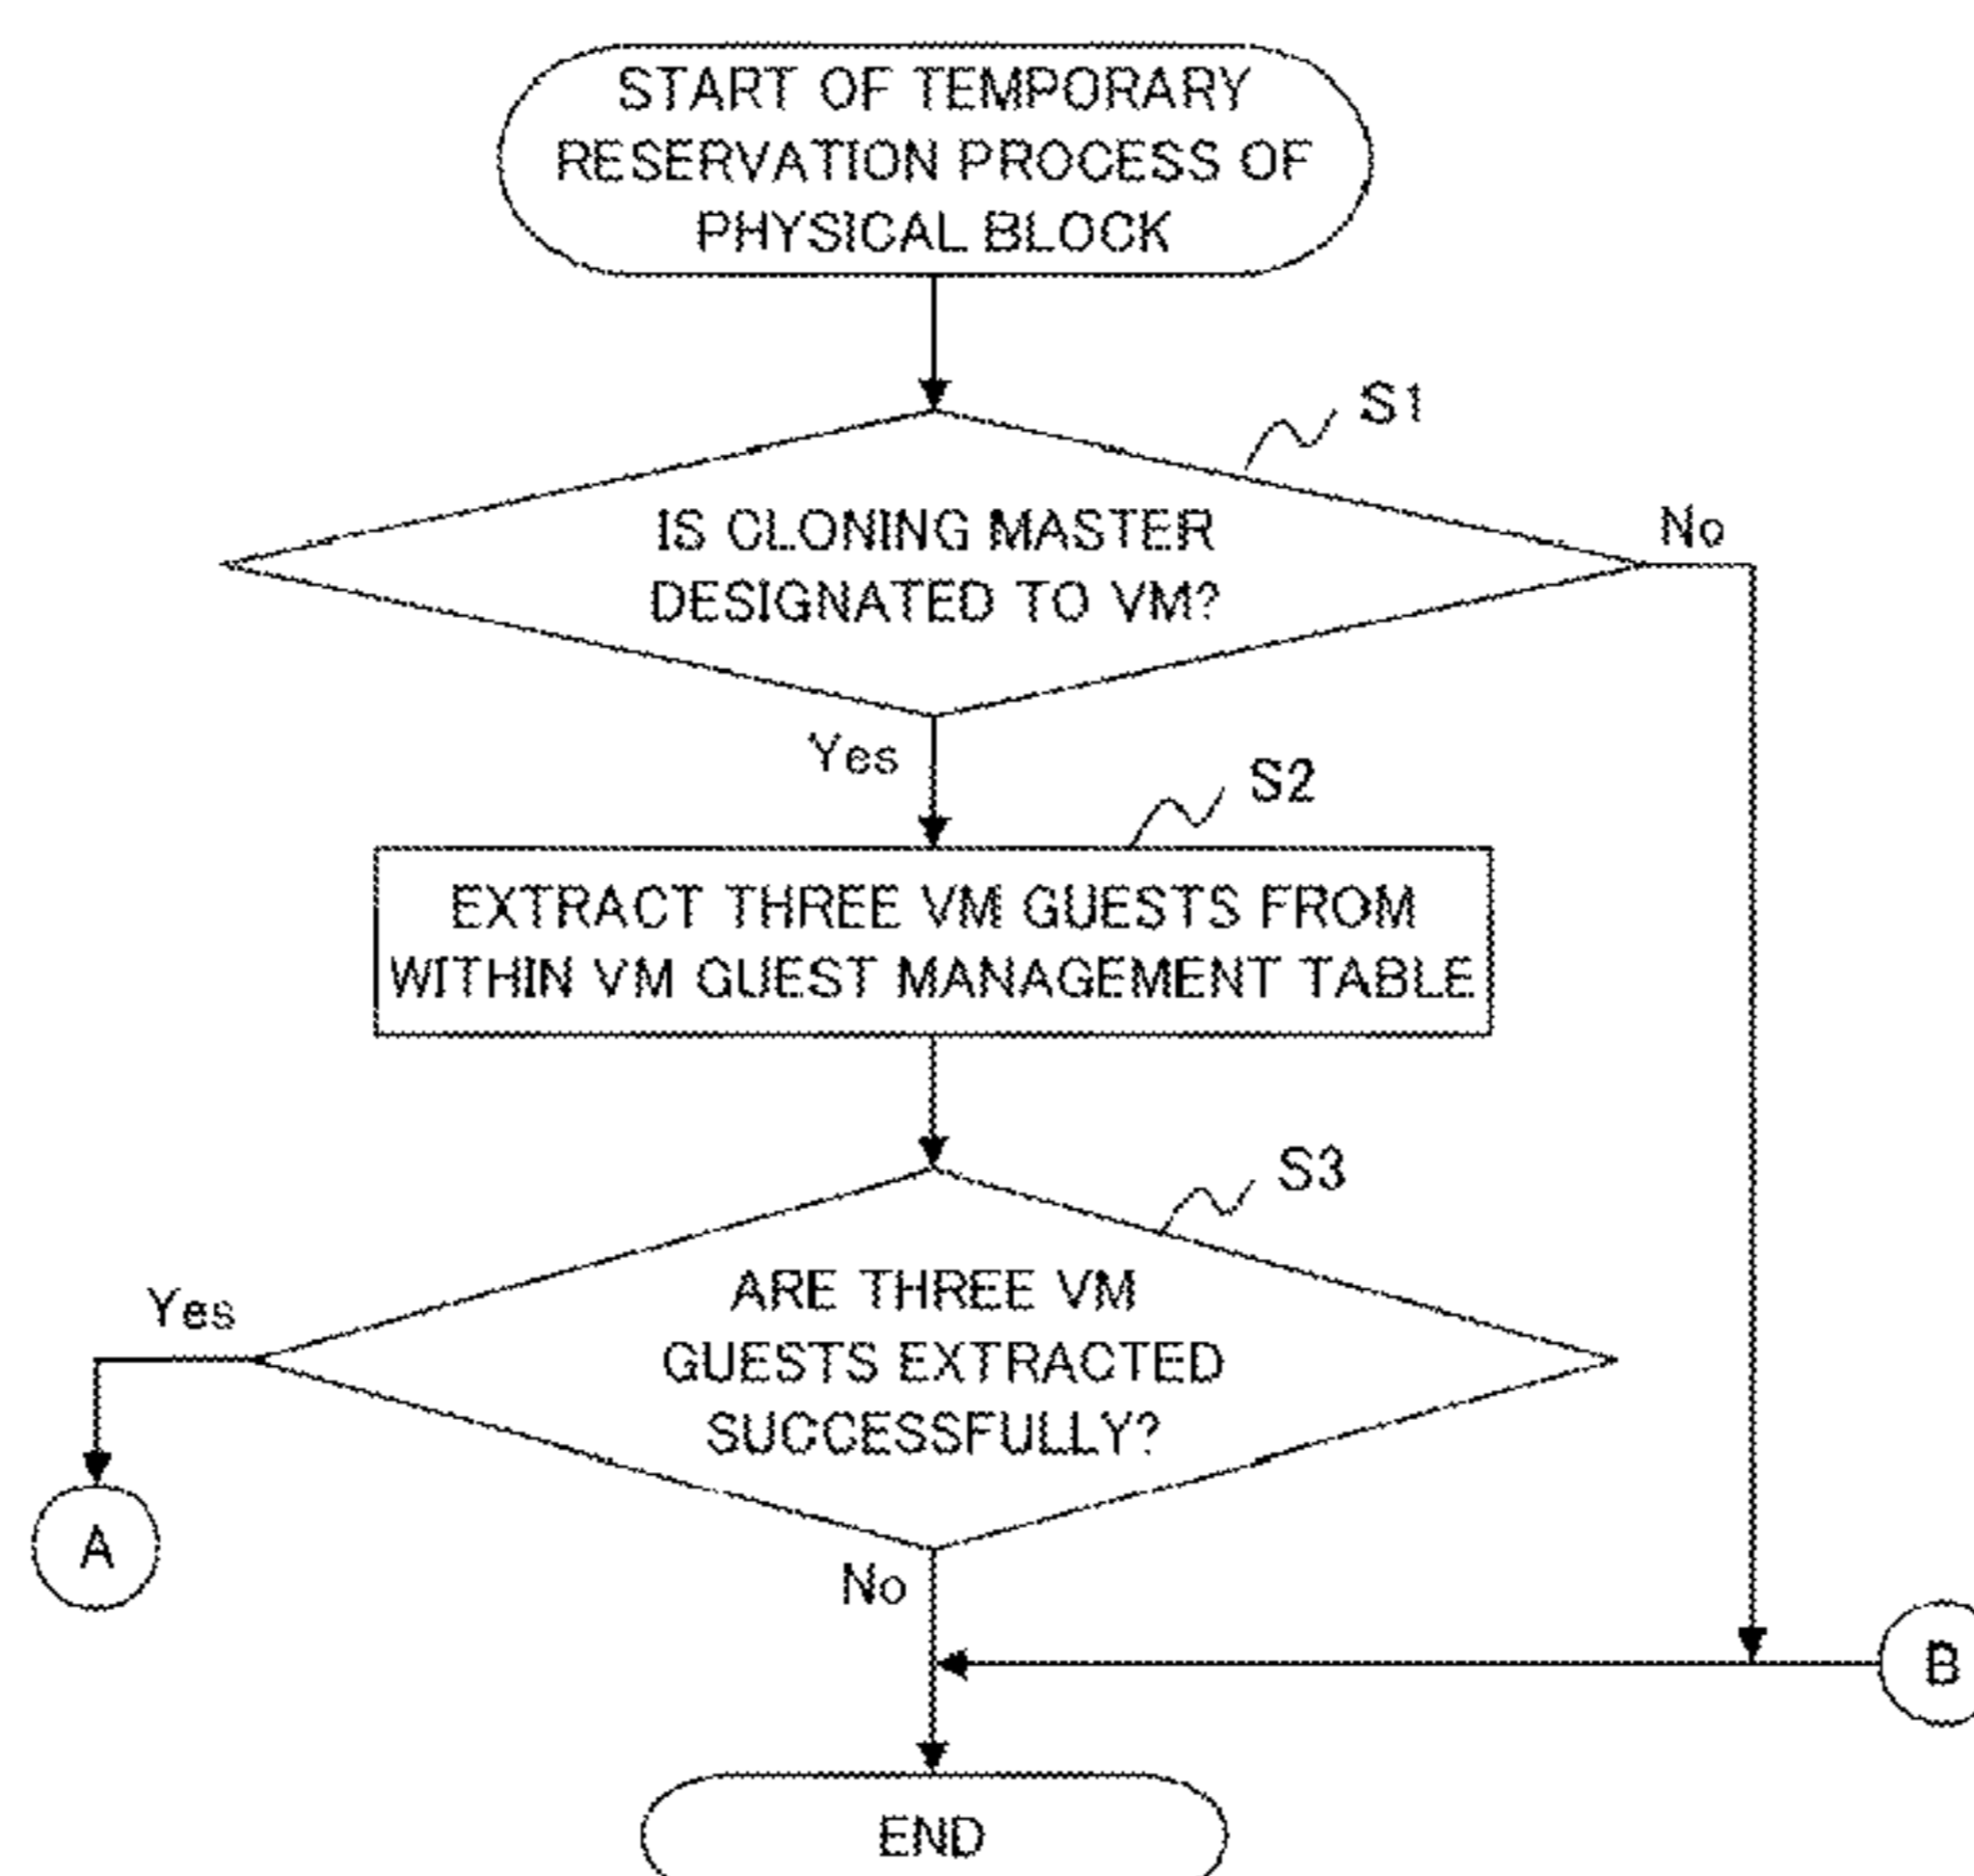 START OF TEMPORARY
RESERVATION PROCESS OF
PHYSICAL BLOCK
S1
IS CLONING MASTER
DESIGNATED TO VM?
No
Yes
S2
EXTRACT THREE VM GUESTS FROM
WITHIN VM GUEST MANAGEMENT TABLE
S3
ARE THREE VM
GUESTS EXTRACTED
SUCCESSFULLY?
Yes
A
No
B
END